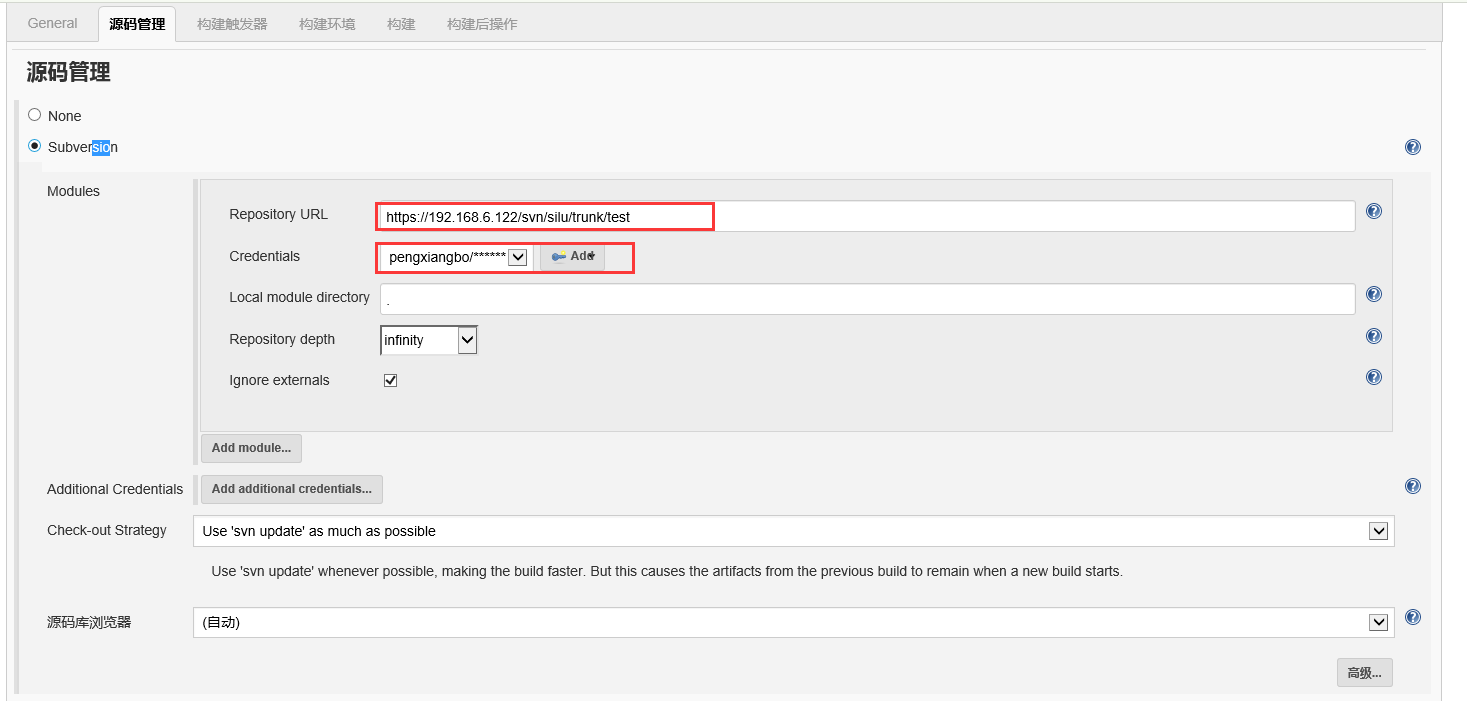 General 源码管理 构建触发器 构建环境 构建 构建后操作
源码管理
None
Subversion
Modules
Repository URL https://192.168.6.122/svn/silu/trunk/test
Credentials pengxiangbo/****** Add
Local module directory .
Repository depth infinity
Ignore externals
Add module...
Additional Credentials Add additional credentials...
Check-out Strategy Use 'svn update' as much as possible
Use 'svn update' whenever possible, making the build faster. But this causes the artifacts from the previous build to remain when a new build starts.
源码库浏览器 (自动)
高级...